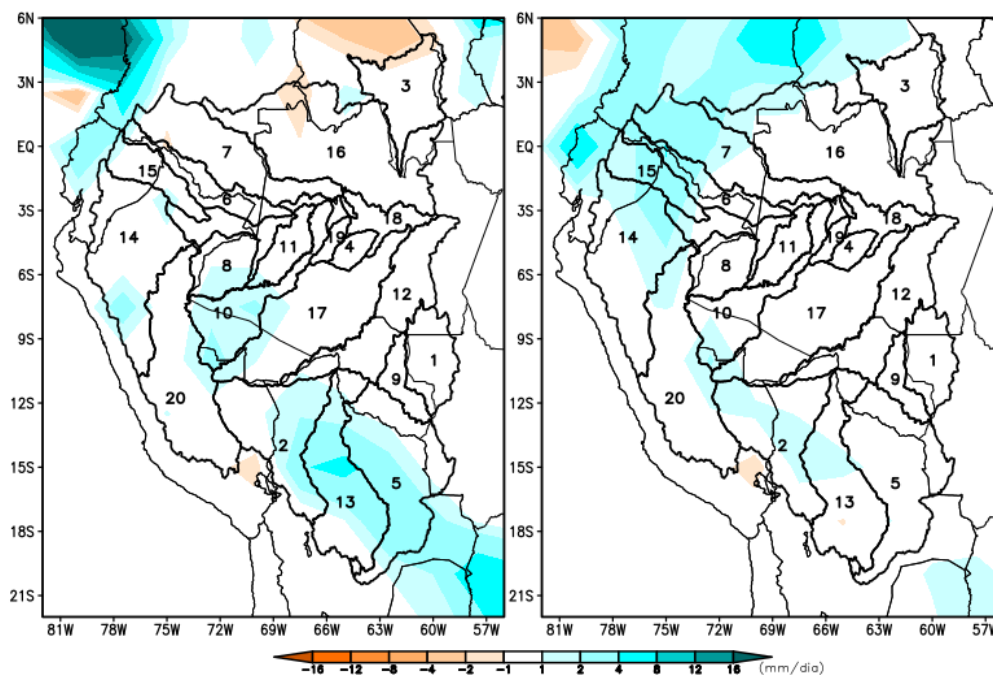 6N 6N
3N 3 3N 3
EQ 7 16 EQ 7 16
15 15
3S 6 18 3S 6 18
14 11 19 4 14 11 19 4
6S 8 6S 8
10 17 12 10 17 12
9S 1 9S 1
9 9
12S 20 12S 20
15S 2 5 15S 2 5
13 13
18S 18S
21S 21S
81W 78W 75W 72W 69W 66W 63W 60W 57W 81W 78W 75W 72W 69W 66W 63W 60W 57W
-16 -12 -8 -4 -2 -1 1 2 4 8 12 16 (mm/dia)